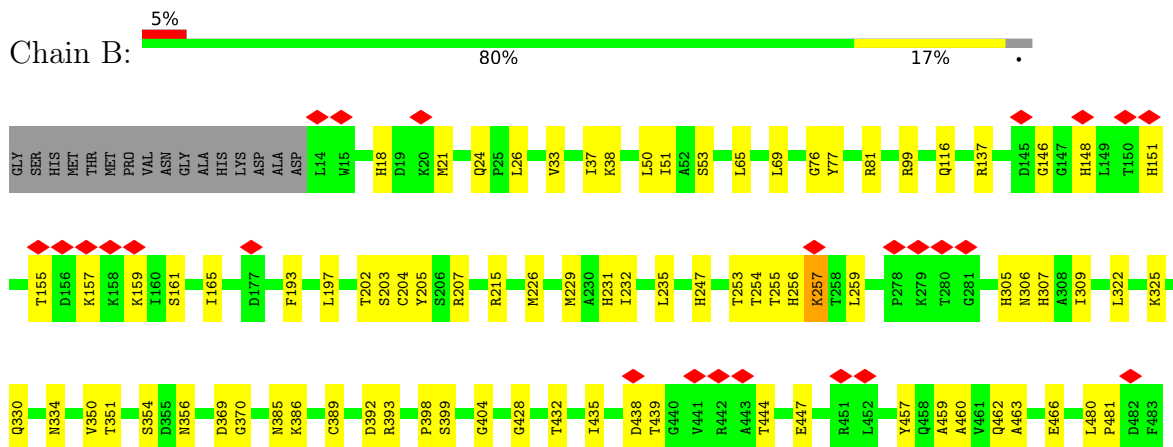 5%
Chain B:
80% 17% •
GLY SER HIS MET THR MET PRO VAL ASN GLY ALA HIS LYS ASP ALA ASP L14 W15 H18 D19 K20 M21 Q24 P25 L26 V33 I37 K38 L50 I51 A52 S53 L65 L69 G76 Y77 R81 R99 Q116 R137 D145 G146 G147 H148 L149 T150 H151
T155 D156 K157 K158 K159 I160 S161 I165 D177 F193 L197 T202 S203 C204 Y205 S206 R207 R215 M226 M229 A230 H231 I232 L235 H247 T253 T254 T255 H256 K257 T258 L259 P278 K279 T280 G281 H305 N306 H307 A308 I309 L322 K325
Q330 N334 V350 T351 S354 D355 N356 D369 G370 N385 K386 C389 D392 R393 P398 S399 G404 G428 T432 I435 D438 T439 G440 V441 R442 A443 T444 E447 R451 L452 Y457 Q458 A459 A460 V461 Q462 A463 E466 L480 P481 D482 F483